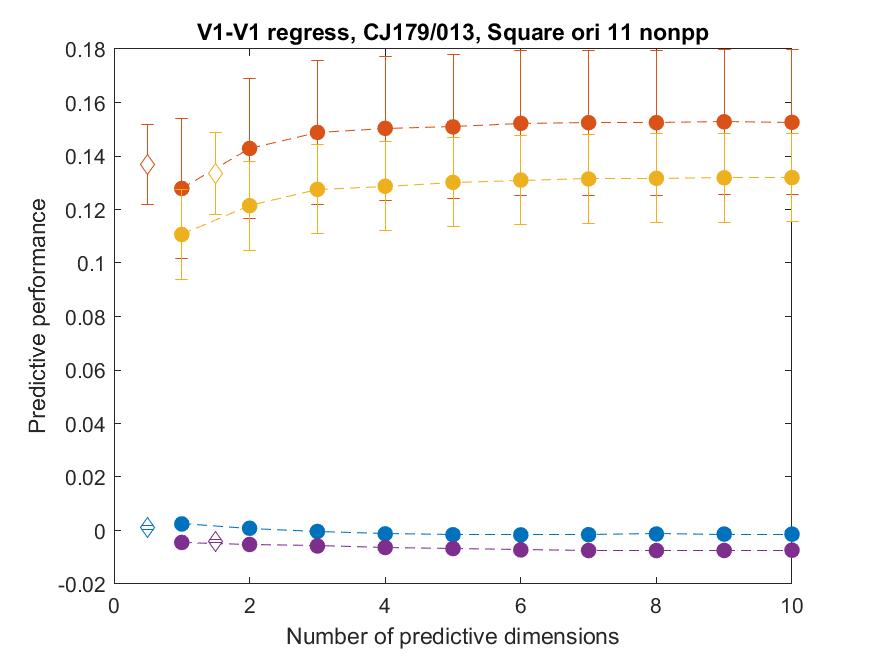 V1-V1 regress, CJ179/013, Square ori 11 nonpp
0.18
0.16
0.14
0.12
0.1
0.08
0.06
0.04
0.02
0
-0.02
Predictive performance
0 2 4 6 8 10
Number of predictive dimensions